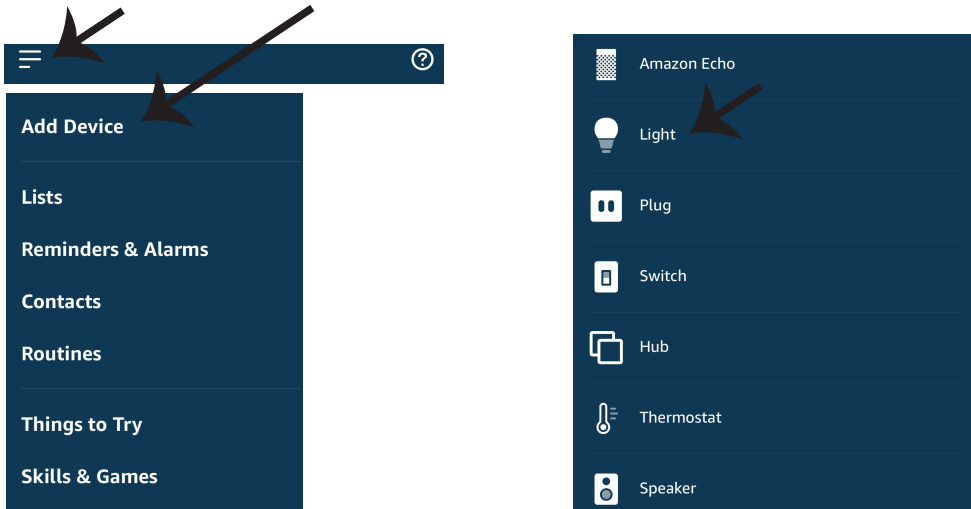 Add Device
Lists
Reminders & Alarms
Contacts
Routines
Things to Try
Skills & Games
Amazon Echo
Light
Plug
Switch
Hub
Thermostat
Speaker